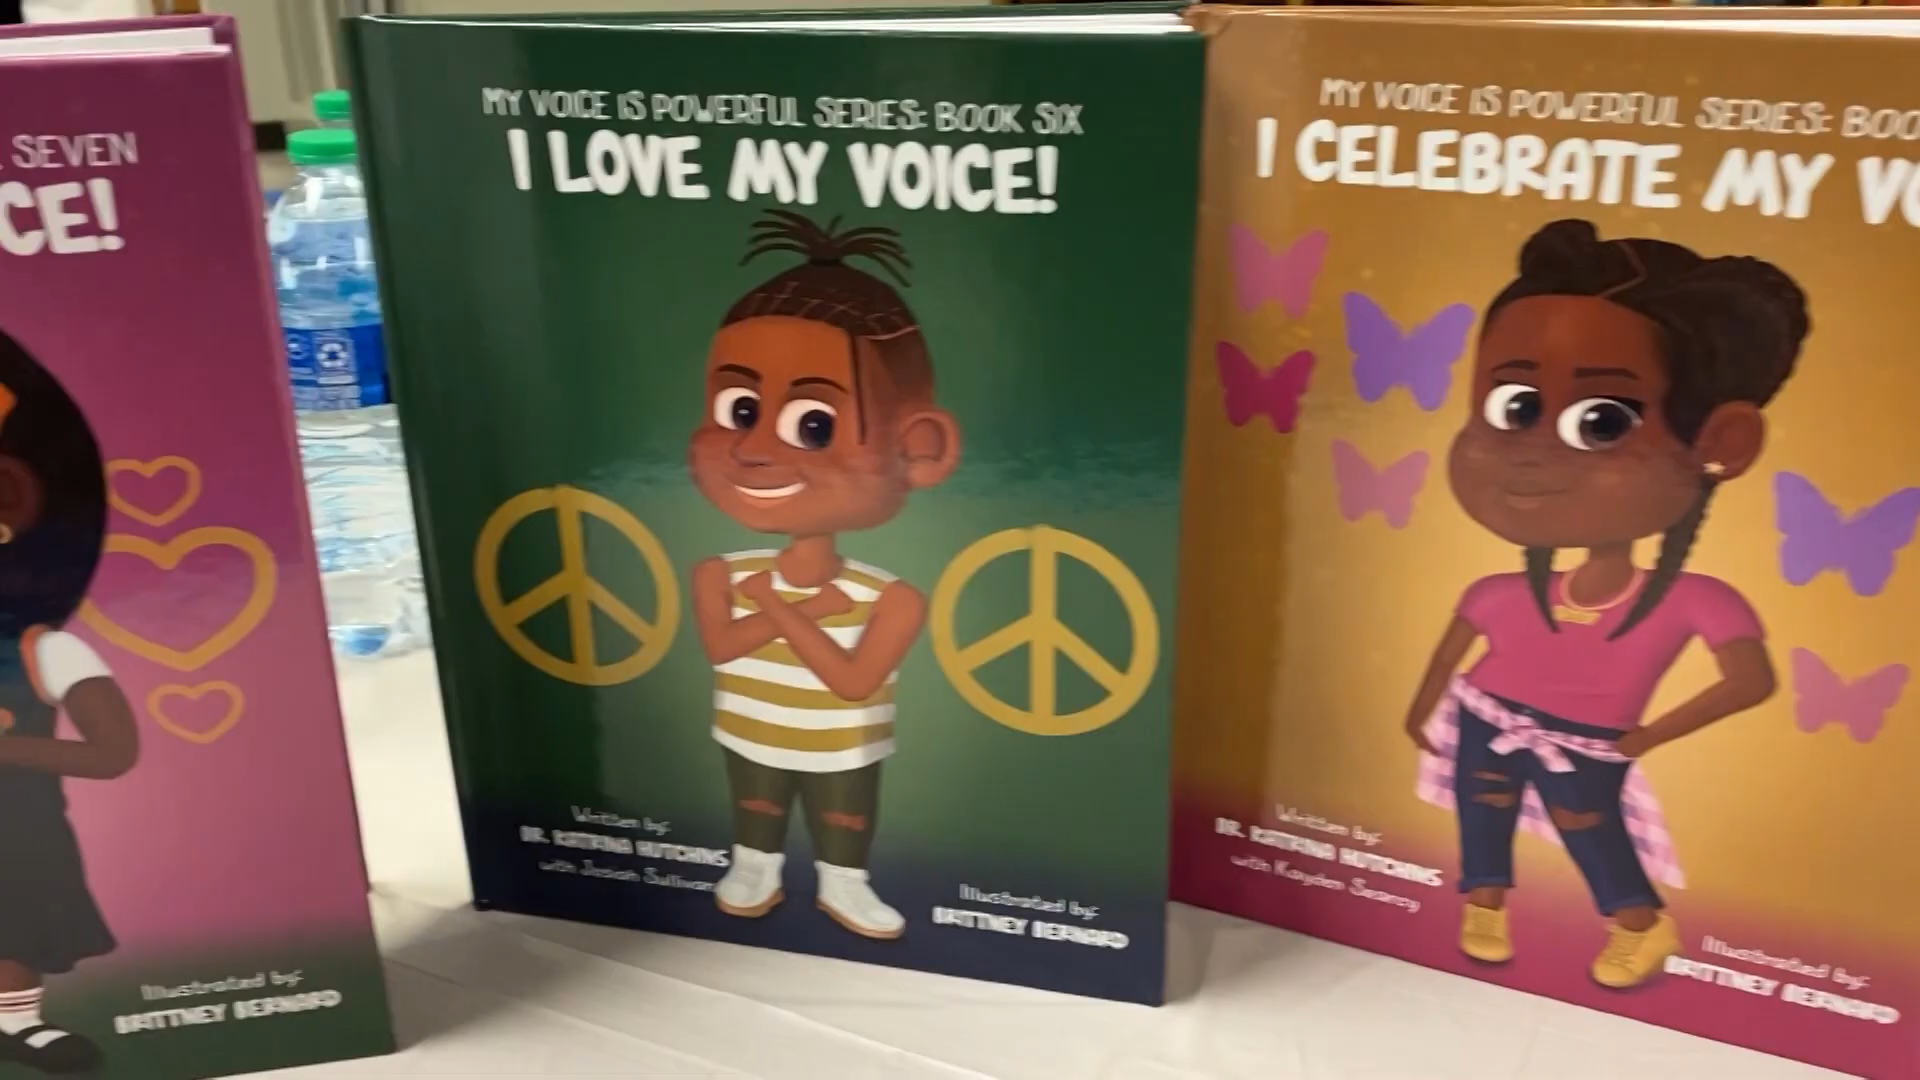 SEVEN
CE!
Illustrated by:
BRITTNEY BERNARD
MY VOICE IS POWERFUL SERIES: BOOK SIX
I LOVE MY VOICE!
Written by:
DR. KATRINA HUTCHINS
with Josiah Sullivan
Illustrated by:
BRITTNEY BERNARD
MY VOICE IS POWERFUL SERIES: BOO
I CELEBRATE MY VO
Written by:
DR. KATRINA HUTCHINS
with Kayden
Illustrated by:
BRITTNEY BERNARD